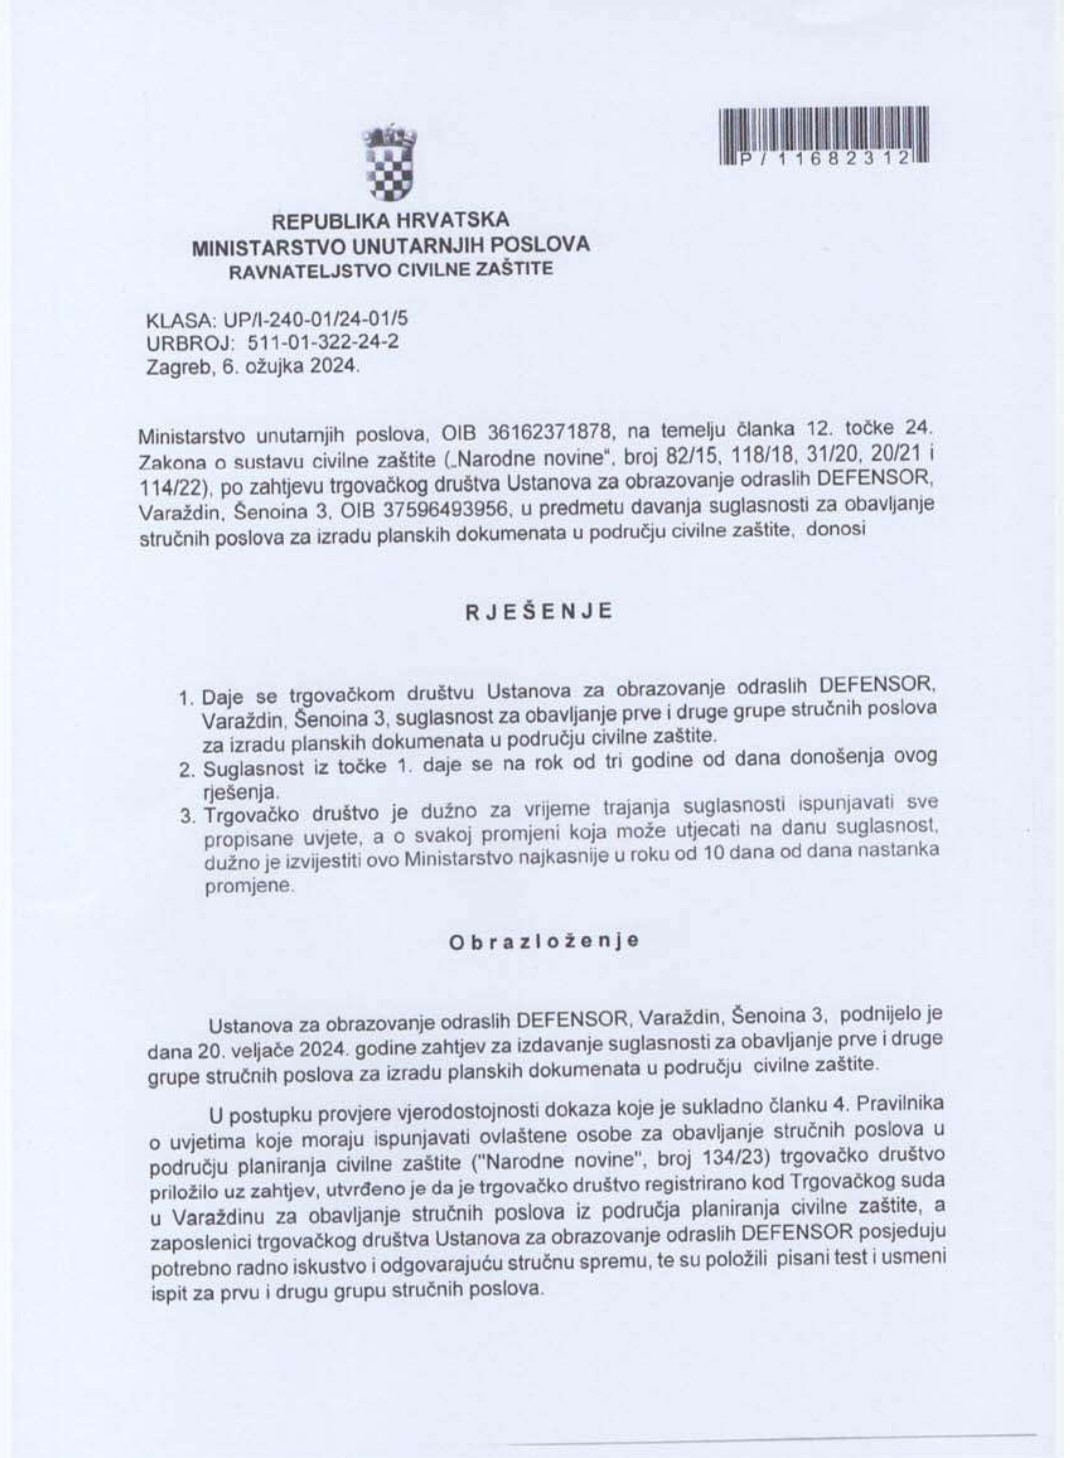 P/11682312
REPUBLIKA HRVATSKA
MINISTARSTVO UNUTARNJIH POSLOVA
RAVNATELJSTVO CIVILNE ZAŠTITE
KLASA: UP/I-240-01/24-01/5
URBROJ: 511-01-322-24-2
Zagreb, 6. ožujka 2024.
Ministarstvo unutarnjih poslova, OIB 36162371878, na temelju članka 12. točke 24.
Zakona o sustavu civilne zaštite („Narodne novine“, broj 82/15, 118/18, 31/20, 20/21 i
114/22), po zahtjevu trgovačkog društva Ustanova za obrazovanje odraslih DEFENSOR,
Varaždin, Šenoina 3, OIB 37596493956, u predmetu davanja suglasnosti za obavljanje
stručnih poslova za izradu planskih dokumenata u području civilne zaštite, donosi
RJEŠENJE
1. Daje se trgovačkom društvu Ustanova za obrazovanje odraslih DEFENSOR,
Varaždin, Šenoina 3, suglasnost za obavljanje prve i druge grupe stručnih poslova
za izradu planskih dokumenata u području civilne zaštite.
2. Suglasnost iz točke 1. daje se na rok od tri godine od dana donošenja ovog
rješenja.
3. Trgovačko društvo je dužno za vrijeme trajanja suglasnosti ispunjavati sve
propisane uvjete, a o svakoj promjeni koja može utjecati na danu suglasnost,
dužno je izvijestiti ovo Ministarstvo najkasnije u roku od 10 dana od dana nastanka
promjene.
Obrazloženje
Ustanova za obrazovanje odraslih DEFENSOR, Varaždin, Šenoina 3, podnijelo je
dana 20. veljače 2024. godine zahtjev za izdavanje suglasnosti za obavljanje prve i druge
grupe stručnih poslova za izradu planskih dokumenata u području civilne zaštite.
U postupku provjere vjerodostojnosti dokaza koje je sukladno članku 4. Pravilnika
o uvjetima koje moraju ispunjavati ovlaštene osobe za obavljanje stručnih poslova u
području planiranja civilne zaštite ("Narodne novine", broj 134/23) trgovačko društvo
priložilo uz zahtjev, utvrđeno je da je trgovačko društvo registrirano kod Trgovačkog suda
u Varaždinu za obavljanje stručnih poslova iz područja planiranja civilne zaštite, a
zaposlenici trgovačkog društva Ustanova za obrazovanje odraslih DEFENSOR posjeduju
potrebno radno iskustvo i odgovarajuću stručnu spremu, te su položili pisani test i usmeni
ispit za prvu i drugu grupu stručnih poslova.